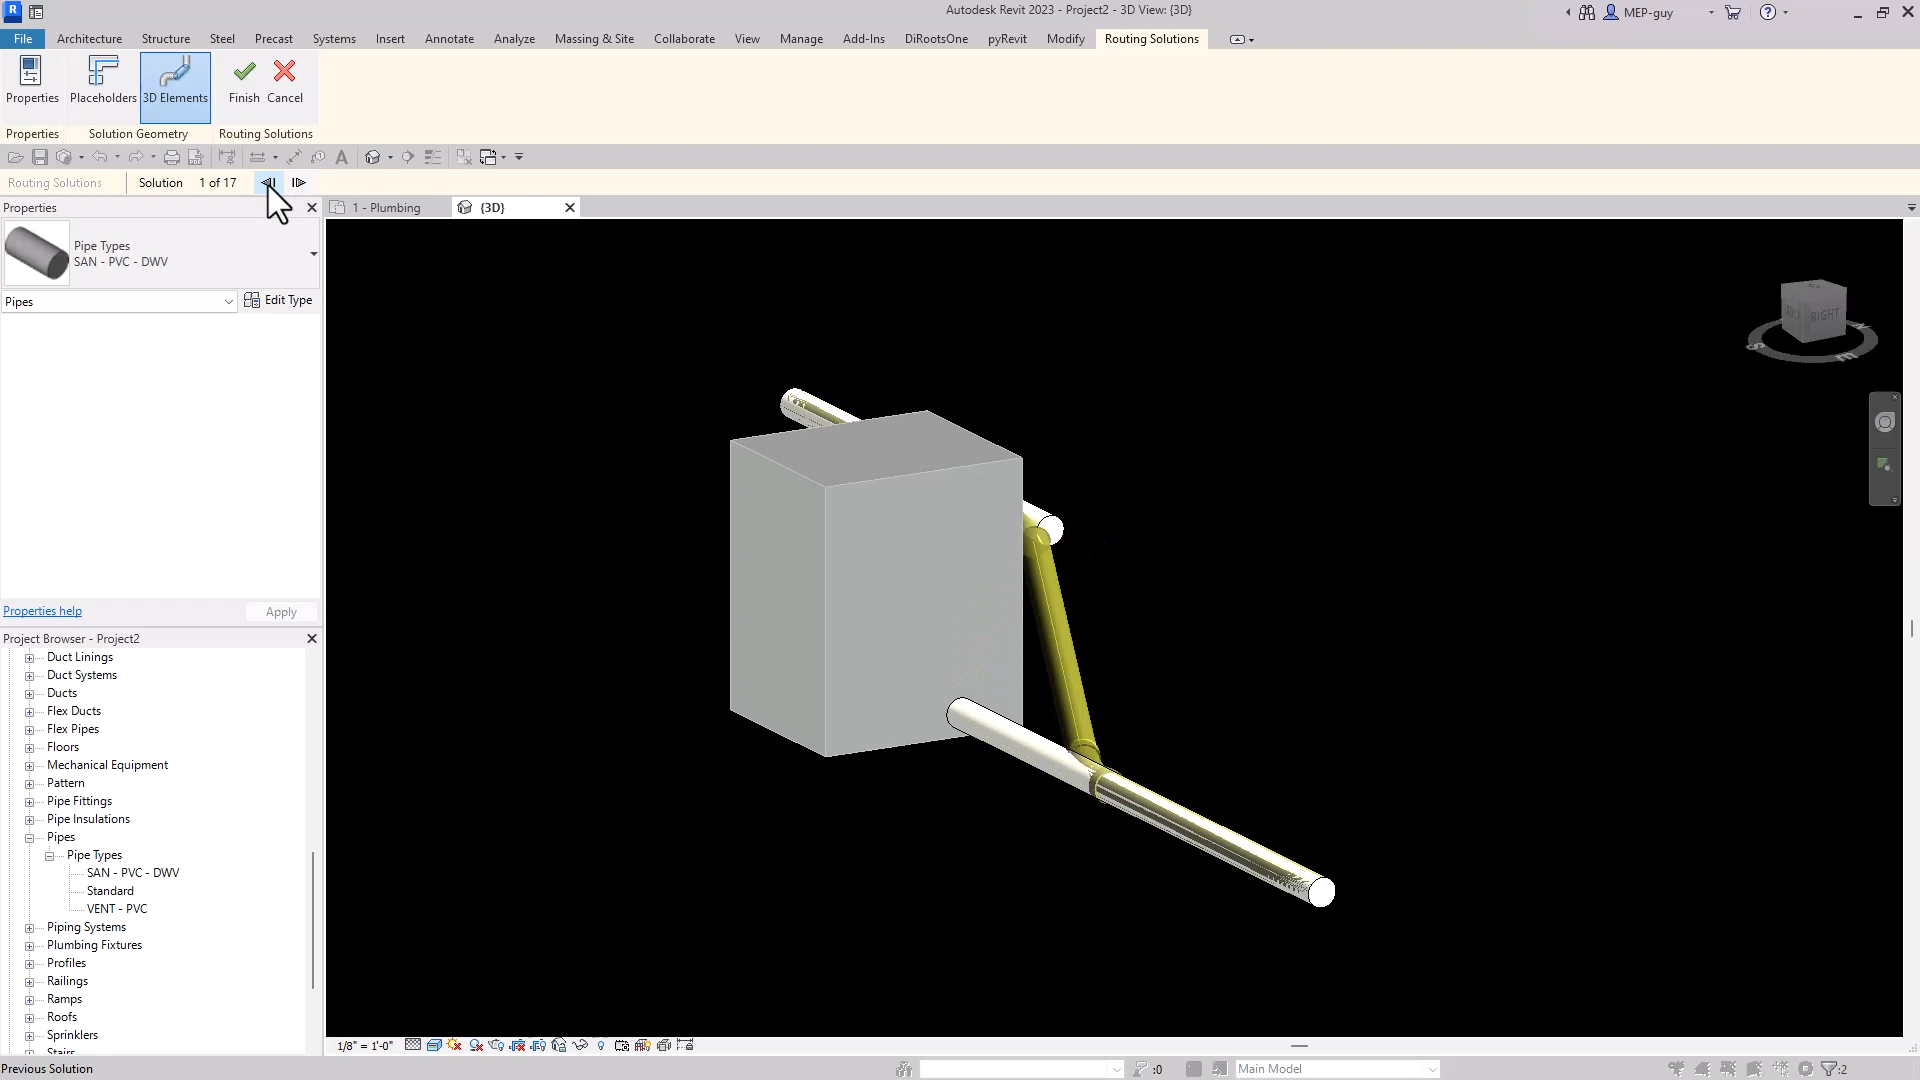 Autodesk Revit 2023 - Project2 - 3D View: {3D}
MEP-guy
File Architecture Structure Steel Precast Systems Insert Annotate Analyze Massing & Site Collaborate View Manage Add-Ins DiRootsOne pyRevit Modify Routing Solutions
Properties Placeholders 3D Elements Finish Cancel
Properties Solution Geometry Routing Solutions
Routing Solutions Solution 1 of 17
Properties
1 - Plumbing {3D}
Pipe Types
SAN - PVC - DWV
Pipes Edit Type
RIGHT
S
E
Properties help Apply
Project Browser - Project2
Duct Linings
Duct Systems
Ducts
Flex Ducts
Flex Pipes
Floors
Mechanical Equipment
Pattern
Pipe Fittings
Pipe Insulations
Pipes
Pipe Types
SAN - PVC - DWV
Standard
VENT - PVC
Piping Systems
Plumbing Fixtures
Profiles
Railings
Ramps
Roofs
Sprinklers
Stairs
1/8" = 1'-0"
Previous Solution
:0
Main Model
:2